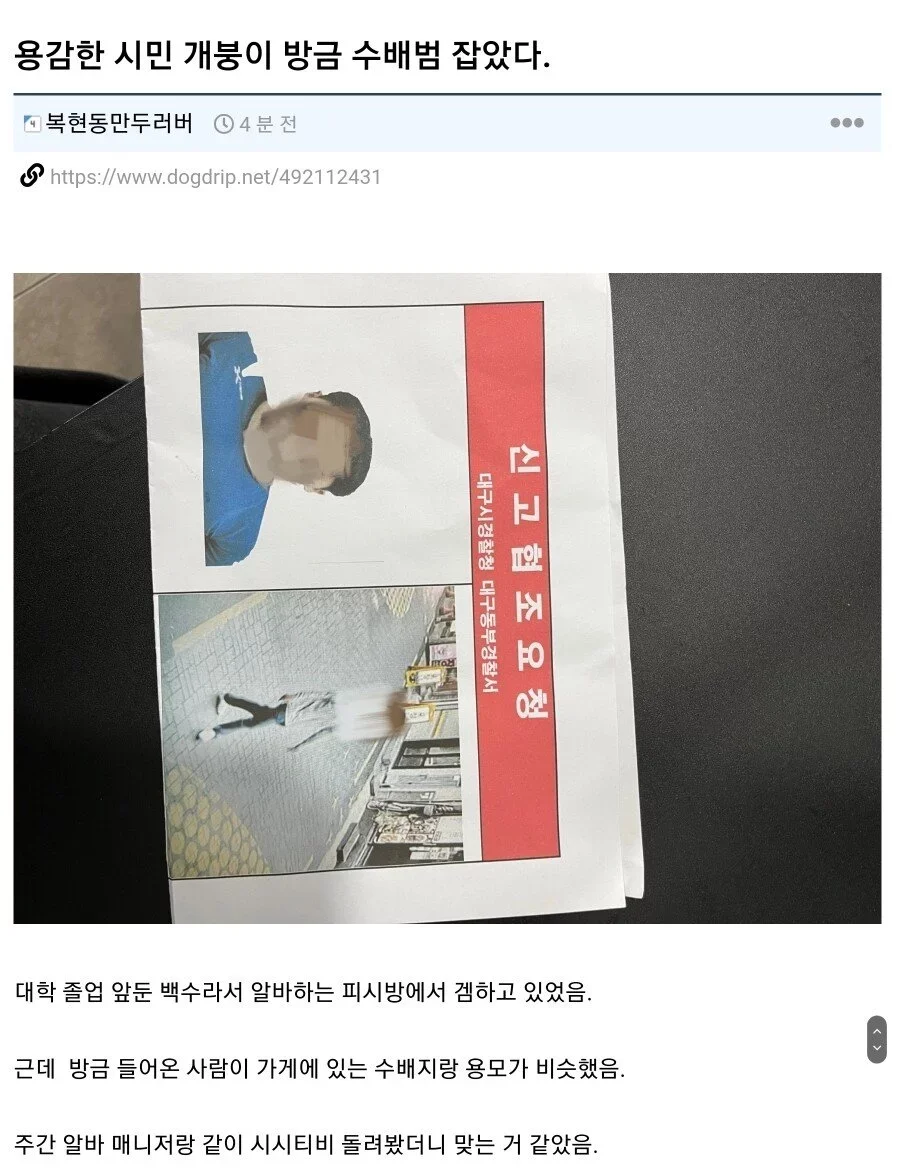 용감한 시민 개붕이 방금 수배범 잡았다.
복현동만두러버 4 분 전
https://www.dogdrip.net/492112431
신고협조요청
대구시경찰청 대구동부경찰서
대학 졸업 앞둔 백수라서 알바하는 피시방에서 겜하고 있었음.
근데 방금 들어온 사람이 가게에 있는 수배지랑 용모가 비슷했음.
주간 알바 매니저랑 같이 시시티비 돌려봤더니 맞는 거 같았음.